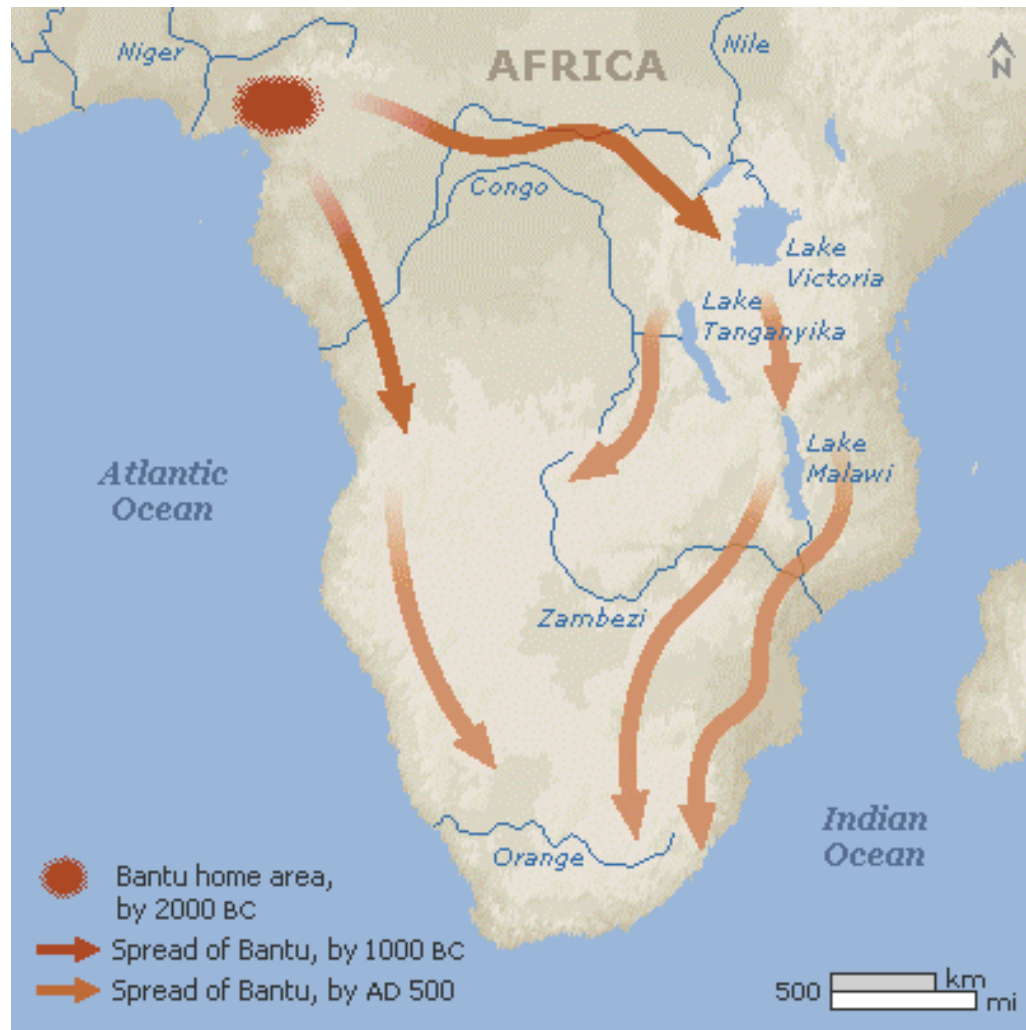 Niger
AFRICA
Nile
N
Congo
Lake
Victoria
Lake
Tanganyika
Lake
Malawi
Atlantic
Ocean
Zambezi
Orange
Indian
Ocean
Bantu home area,
by 2000 BC
Spread of Bantu, by 1000 BC
Spread of Bantu, by AD 500
500 km
mi